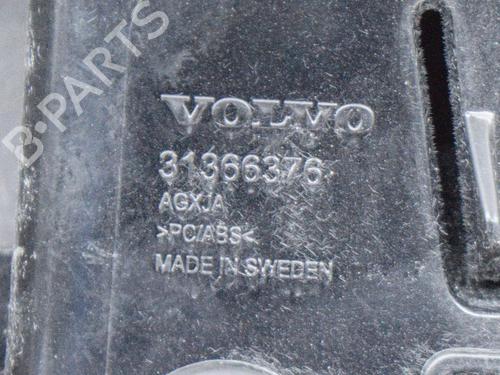 B-PARTS
VOLVO
31366376
AGXJA
>PC/ABS<
MADE IN SWEDEN